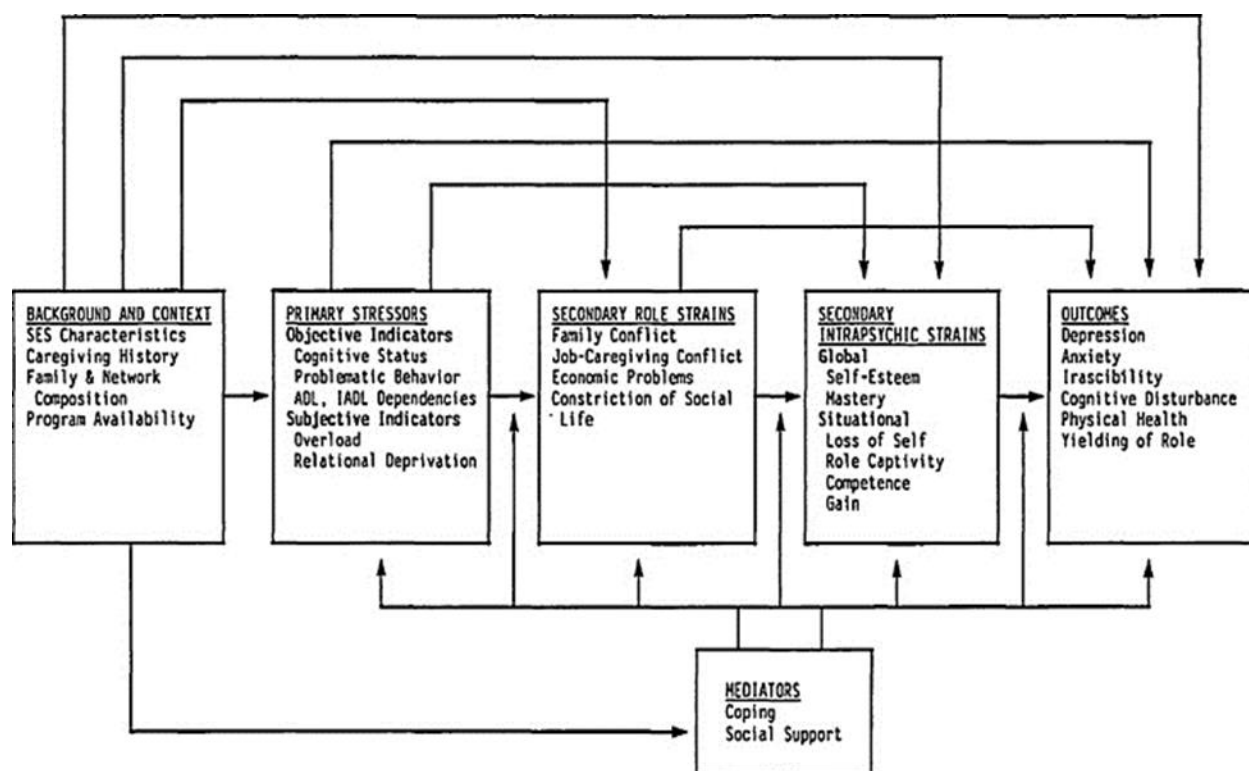 BACKGROUND AND CONTEXT
SES Characteristics
Caregiving History
Family & Network
Composition
Program Availability
PRIMARY STRESSORS
Objective Indicators
Cognitive Status
Problematic Behavior
ADL, IADL Dependencies
Subjective Indicators
Overload
Relational Deprivation
SECONDARY ROLE STRAINS
Family Conflict
Job-Caregiving Conflict
Economic Problems
Constriction of Social
Life
SECONDARY
INTRAPSYCHIC STRAINS
Global
Self-Esteem
Mastery
Situational
Loss of Self
Role Captivity
Competence
Gain
OUTCOMES
Depression
Anxiety
Irascibility
Cognitive Disturbance
Physical Health
Yielding of Role
MEDIATORS
Coping
Social Support